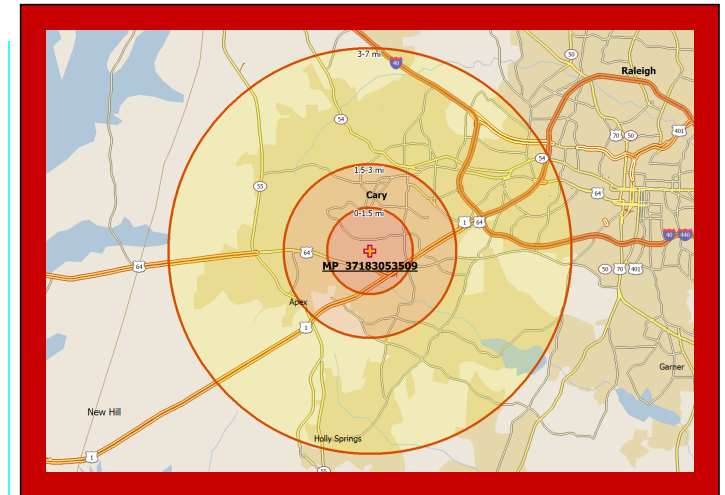 3-7 mi
50
40
Raleigh
54
70 50
401
54
1.5-3 mi
55
Cary
64
0-1.5 mi
1 64
40 440
64
64
MP_37183053509
50 70 401
Apex
1
Garner
New Hill
Holly Springs
1
55